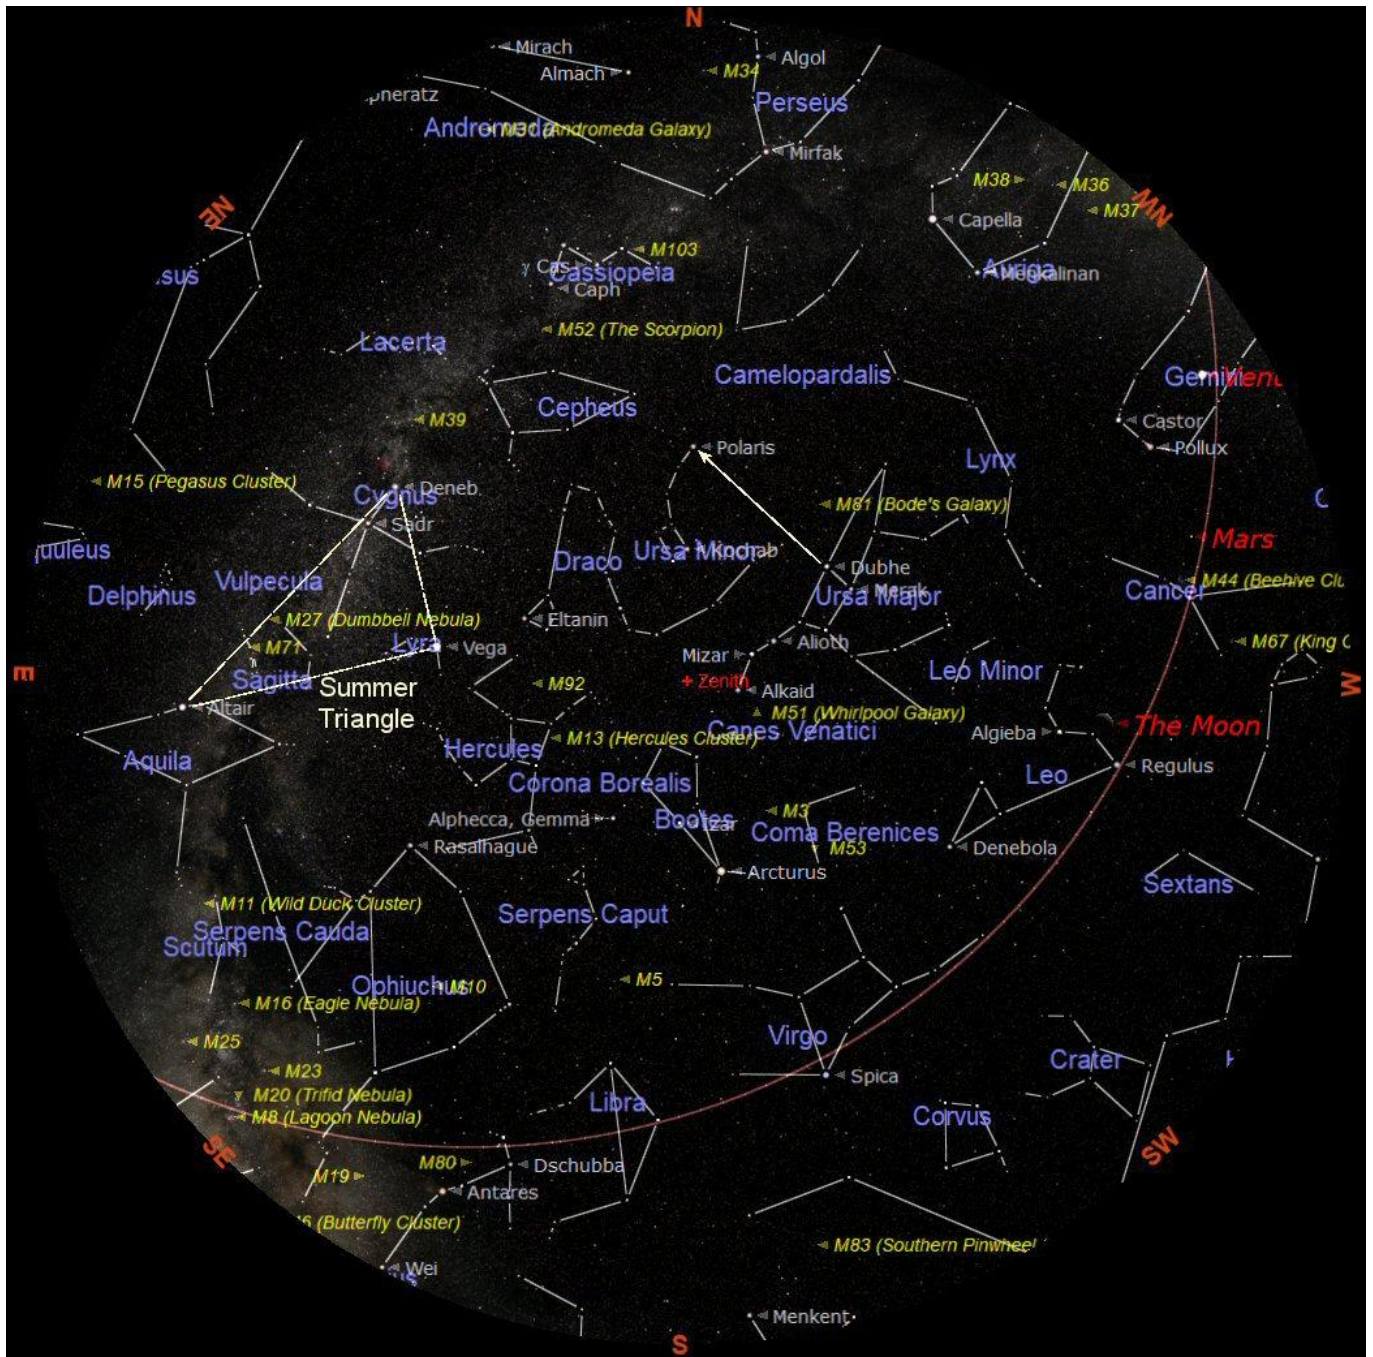 N
Mirach
Algol
Almach
M34
Perseus
Andromeda
M31 (Andromeda Galaxy)
Mirfak
M38
M36
M37
NW
NE
Capella
M103
γ Cas
Cassiopeia
Auriga
Menkalinan
Caph
M52 (The Scorpion)
Lacerta
Camelopardalis
Gemini
Cepheus
M39
Castor
Polaris
Pollux
Lynx
M15 (Pegasus Cluster)
Deneb
Cygnus
M81 (Bode's Galaxy)
Sadr
Mars
Draco
Ursa Minor
Kochab
Dubhe
Vulpecula
M44 (Beehive Clu
Delphinus
Cancer
Merak
Ursa Major
M27 (Dumbbell Nebula)
Eltanin
M71
Lyra
Vega
Alioth
M67 (King C
Mizar
Leo Minor
E
Sagitta
Summer
Triangle
M92
Zenith
Alkaid
W
Altair
M51 (Whirlpool Galaxy)
Canes Venatici
Algieba
The Moon
M13 (Hercules Cluster)
Hercules
Aquila
Regulus
Leo
Corona Borealis
M3
Alphecca, Gemma
Bootes
Izar
Coma Berenices
Rasalhague
M53
Denebola
Arcturus
Sextans
M11 (Wild Duck Cluster)
Serpens Caput
Serpens Cauda
Scutum
Ophiuchus
M10
M5
M16 (Eagle Nebula)
M25
Virgo
Crater
M23
Spica
M20 (Trifid Nebula)
Libra
M8 (Lagoon Nebula)
Corvus
SE
SW
M80
Dschubba
M19
Antares
(Butterfly Cluster)
M83 (Southern Pinwheel
Wei
Menkent
S